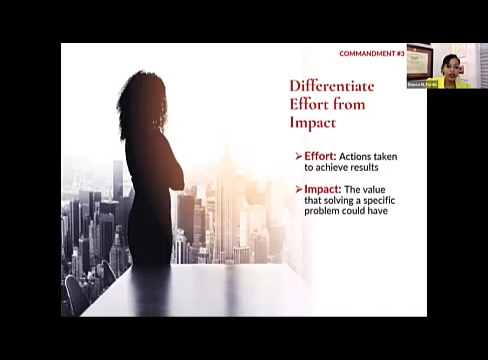 COMMANDMENT #3
Differentiate
Effort from
Impact
➢Effort: Actions taken
to achieve results
➢Impact: The value
that solving a specific
problem could have